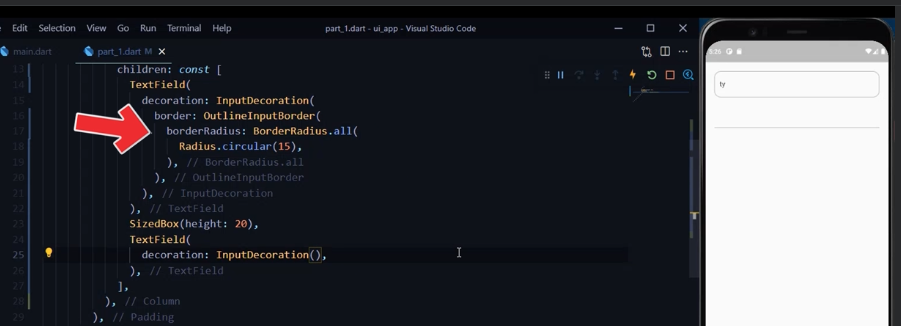 Edit Selection View Go Run Terminal Help part_1.dart - ui_app - Visual Studio Code
main.dart part_1.dart M
13 children: const [
14 TextField(
15 decoration: InputDecoration(
16 border: OutlineInputBorder(
17 borderRadius: BorderRadius.all(
18 Radius.circular(15),
19 ), // BorderRadius.all
20 ), // OutlineInputBorder
21 ), // InputDecoration
22 ), // TextField
23 SizedBox(height: 20),
24 TextField(
25 decoration: InputDecoration(),
26 ), // TextField
27 ],
28 ), // Column
29 ), // Padding
ty